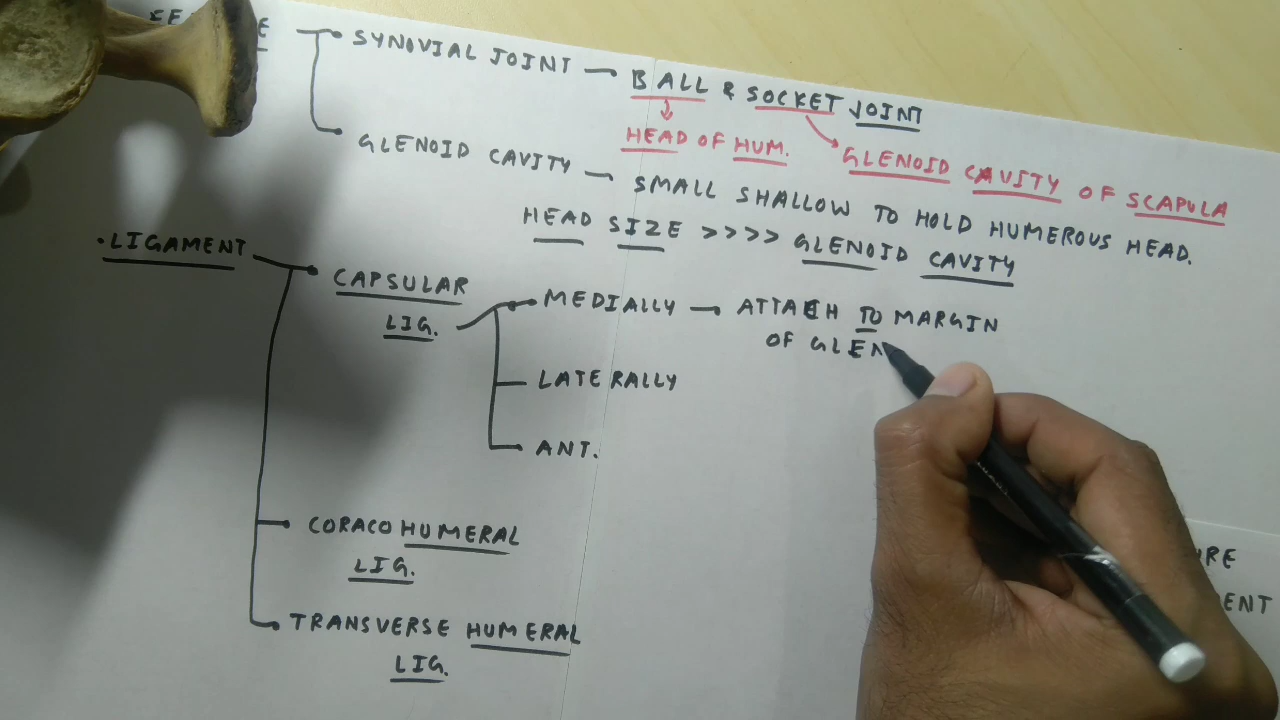 SYNOVIAL JOINT — BALL & SOCKET JOINT
HEAD OF HUM.
GLENOID CAVITY OF SCAPULA
GLENOID CAVITY — SMALL SHALLOW TO HOLD HUMEROUS HEAD.
HEAD SIZE >>>> GLENOID CAVITY
·LIGAMENT
CAPSULAR
LIG.
MEDIALLY — ATTACH TO MARGIN
OF GLEN
LATERALLY
ANT.
CORACO HUMERAL
LIG.
TRANSVERSE HUMERAL
LIG.